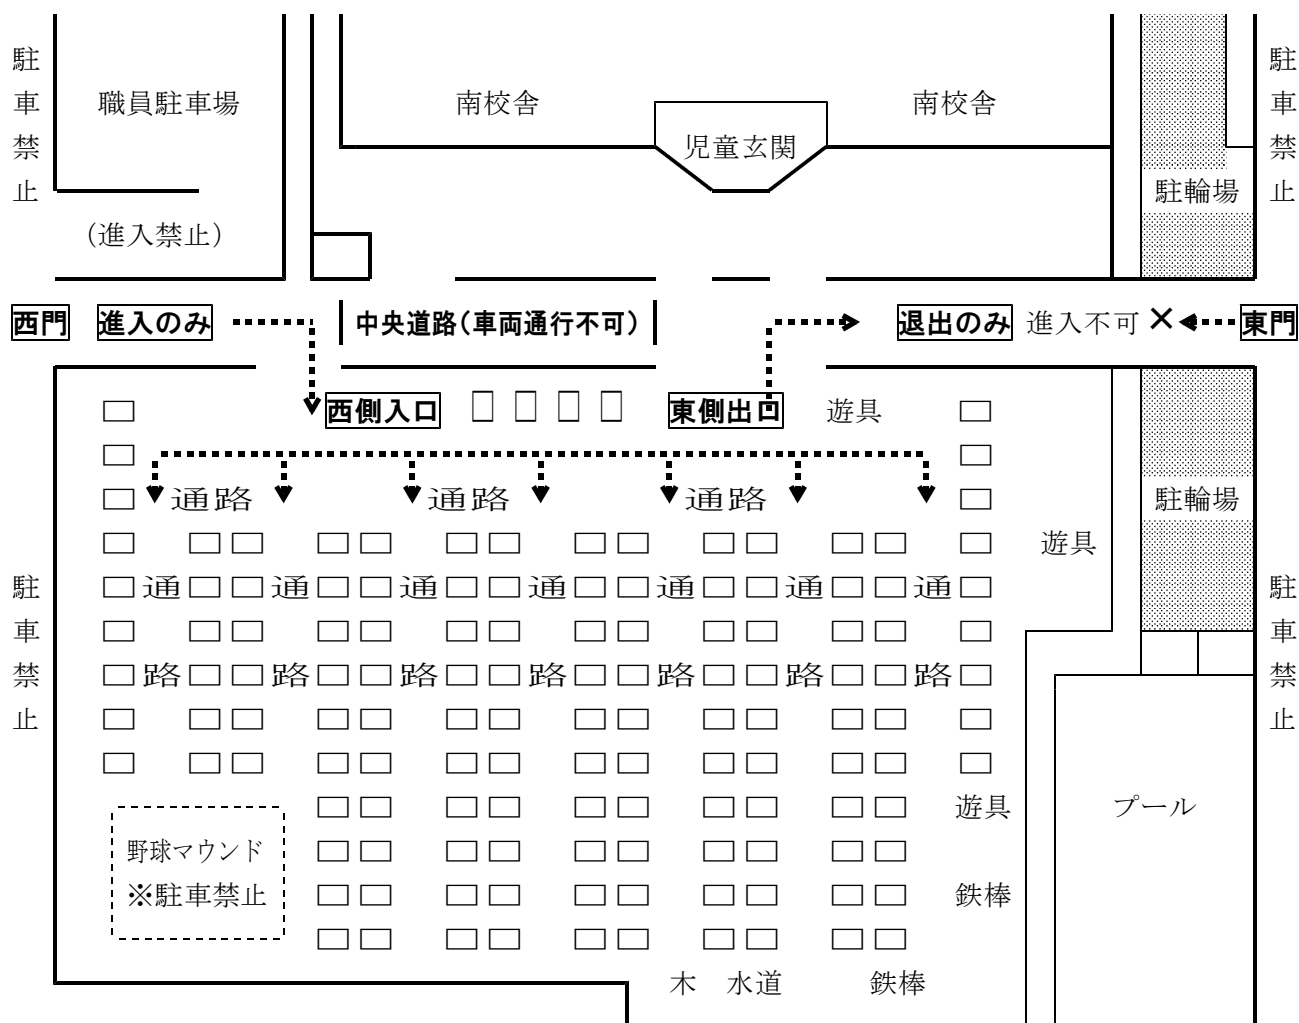 駐車禁止
職員駐車場
南校舎
児童玄関
南校舎
駐輪場
駐車禁止
(進入禁止)
西門
進入のみ
中央道路(車両通行不可)
退出のみ
進入不可
×
東門
西側入口
東側出口
遊具
通路
通路
通路
駐輪場
遊具
駐車禁止
通路
通路
通路
通路
通路
通路
通路
駐車禁止
遊具
プール
野球マウンド
※駐車禁止
鉄棒
木
水道
鉄棒